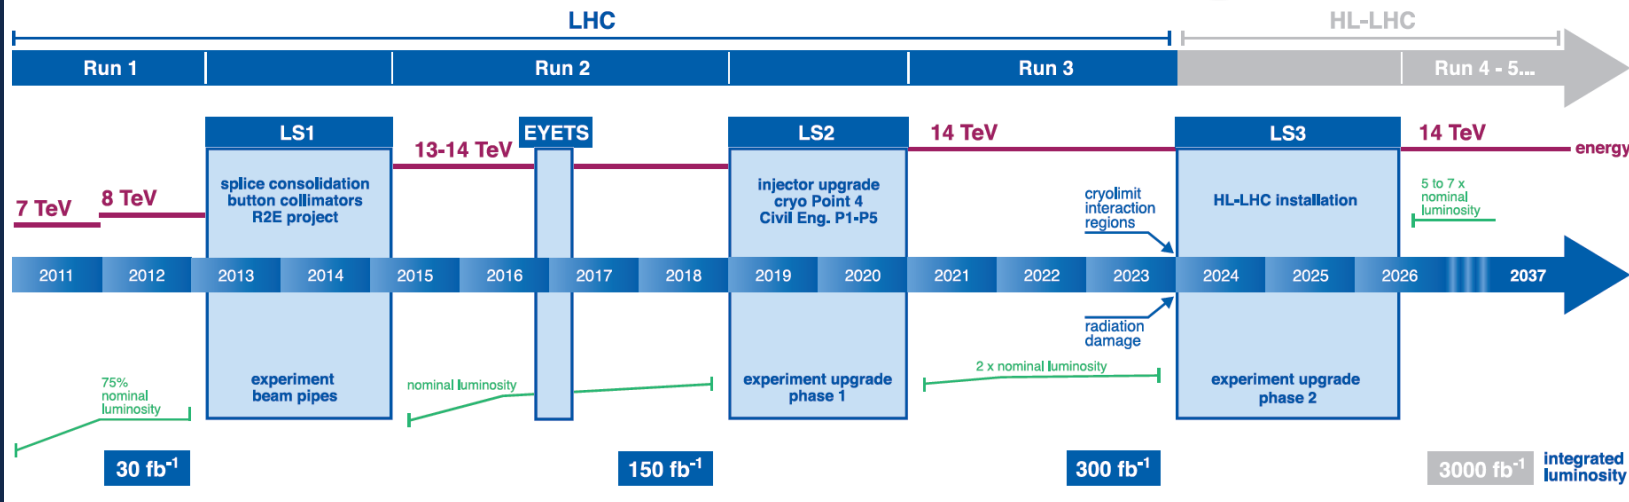 LHC
HL-LHC
Run 1
Run 2
Run 3
Run 4 - 5...
LS1
EYETS
LS2
LS3
13-14 TeV
14 TeV
14 TeV
energy
7 TeV
8 TeV
splice consolidation
button collimators
R2E project
injector upgrade
cryo Point 4
Civil Eng. P1-P5
cryolimit
interaction
regions
HL-LHC installation
5 to 7 x
nominal
luminosity
2011
2012
2013
2014
2015
2016
2017
2018
2019
2020
2021
2022
2023
2024
2025
2026
2037
radiation
damage
75%
nominal
luminosity
experiment
beam pipes
nominal luminosity
experiment upgrade
phase 1
2 x nominal luminosity
experiment upgrade
phase 2
30 fb⁻¹
150 fb⁻¹
300 fb⁻¹
3000 fb⁻¹
integrated
luminosity